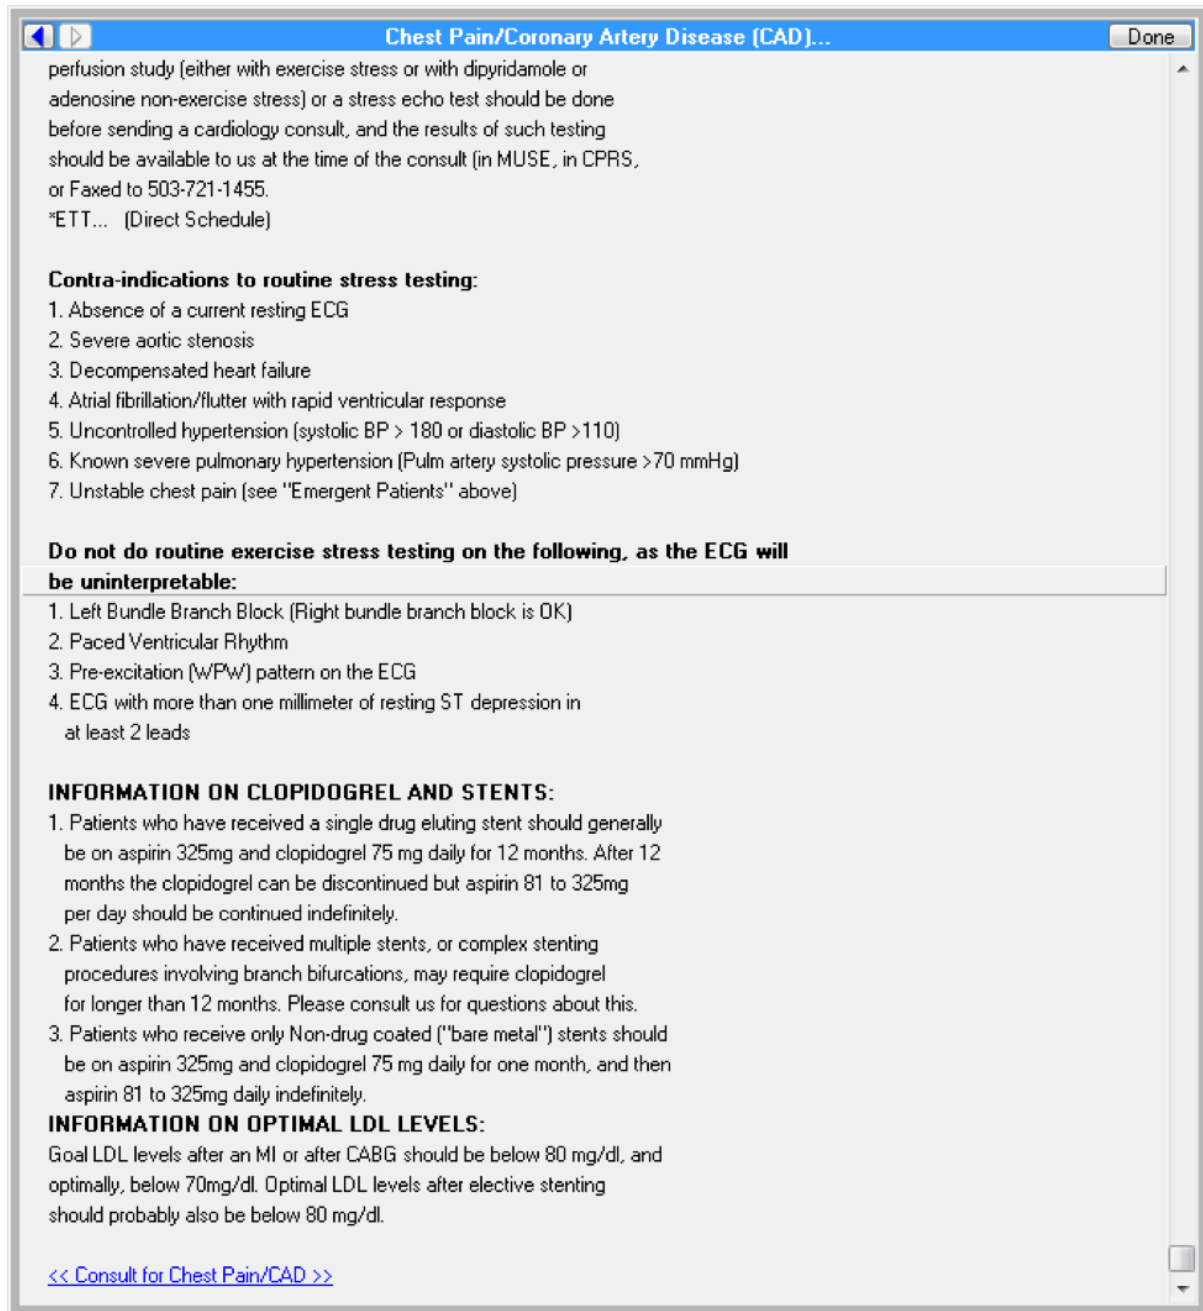 Chest Pain/Coronary Artery Disease (CAD)...
Done
perfusion study (either with exercise stress or with dipyridamole or
adenosine non-exercise stress) or a stress echo test should be done
before sending a cardiology consult, and the results of such testing
should be available to us at the time of the consult (in MUSE, in CPRS,
or Faxed to 503-721-1455.
*ETT... (Direct Schedule)
Contra-indications to routine stress testing:
1. Absence of a current resting ECG
2. Severe aortic stenosis
3. Decompensated heart failure
4. Atrial fibrillation/flutter with rapid ventricular response
5. Uncontrolled hypertension (systolic BP > 180 or diastolic BP >110)
6. Known severe pulmonary hypertension (Pulm artery systolic pressure >70 mmHg)
7. Unstable chest pain (see "Emergent Patients" above)
Do not do routine exercise stress testing on the following, as the ECG will
be uninterpretable:
1. Left Bundle Branch Block (Right bundle branch block is OK)
2. Paced Ventricular Rhythm
3. Pre-excitation (WPW) pattern on the ECG
4. ECG with more than one millimeter of resting ST depression in
at least 2 leads
INFORMATION ON CLOPIDOGREL AND STENTS:
1. Patients who have received a single drug eluting stent should generally
be on aspirin 325mg and clopidogrel 75 mg daily for 12 months. After 12
months the clopidogrel can be discontinued but aspirin 81 to 325mg
per day should be continued indefinitely.
2. Patients who have received multiple stents, or complex stenting
procedures involving branch bifurcations, may require clopidogrel
for longer than 12 months. Please consult us for questions about this.
3. Patients who receive only Non-drug coated ("bare metal") stents should
be on aspirin 325mg and clopidogrel 75 mg daily for one month, and then
aspirin 81 to 325mg daily indefinitely.
INFORMATION ON OPTIMAL LDL LEVELS:
Goal LDL levels after an MI or after CABG should be below 80 mg/dl, and
optimally, below 70mg/dl. Optimal LDL levels after elective stenting
should probably also be below 80 mg/dl.
<< Consult for Chest Pain/CAD >>